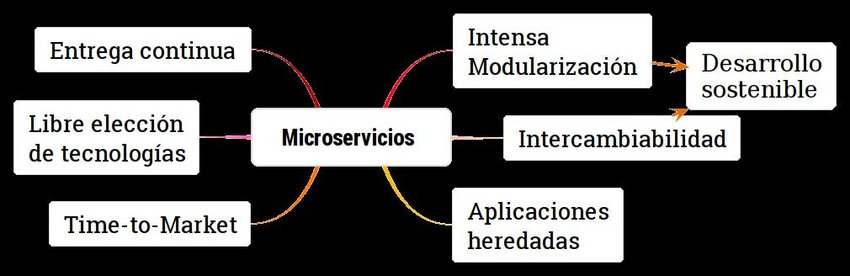 Entrega continua
Libre elección
de tecnologías
Time-to-Market
Microservicios
Intensa
Modularización
Intercambiabilidad
Aplicaciones
heredadas
Desarrollo
sostenible